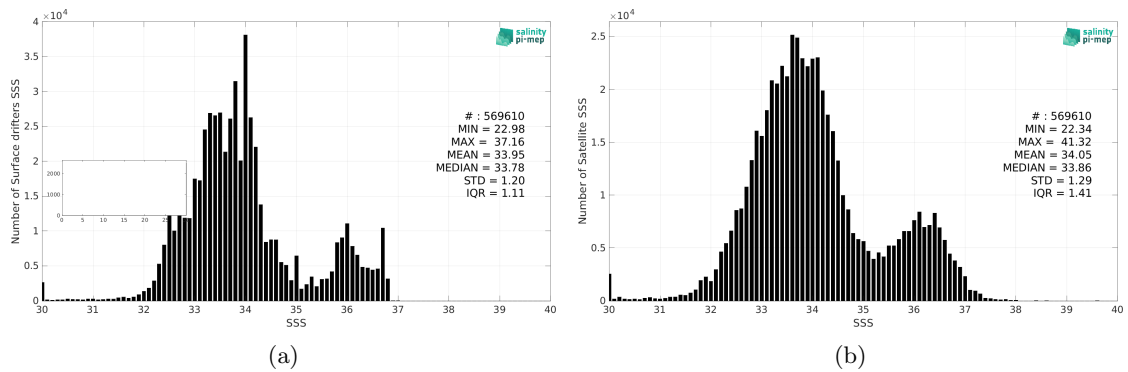 ×10⁴
4
3.5
3
2.5
2
1.5
1
0.5
0
Number of Surface drifters SSS
salinity
pi-mep
# : 569610
MIN = 22.98
MAX = 37.16
MEAN = 33.95
MEDIAN = 33.78
STD = 1.20
IQR = 1.11
2000
1000
0
0 5 10 15 20 25
30 31 32 33 34 35 36 37 38 39 40
SSS
(a)
×10⁴
2.5
2
1.5
1
0.5
0
Number of Satellite SSS
salinity
pi-mep
# : 569610
MIN = 22.34
MAX = 41.32
MEAN = 34.05
MEDIAN = 33.86
STD = 1.29
IQR = 1.41
30 31 32 33 34 35 36 37 38 39 40
SSS
(b)